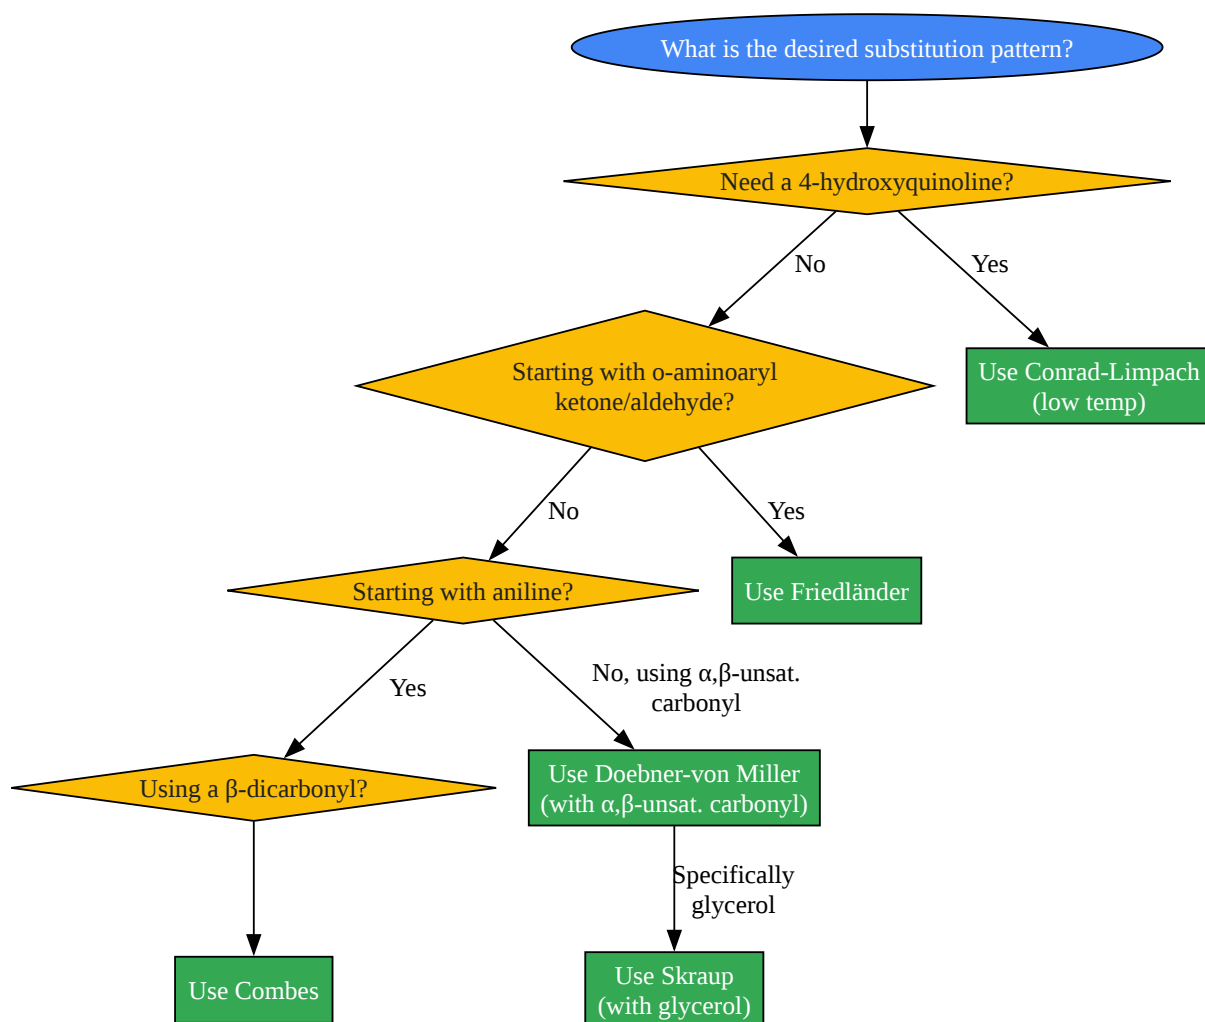 What is the desired substitution pattern?
Need a 4-hydroxyquinoline?
No
Yes
Starting with o-aminoaryl
ketone/aldehyde?
Use Conrad-Limpach
(low temp)
No
Yes
Starting with aniline?
Use Friedländer
Yes
No, using α,β-unsat.
carbonyl
Using a β-dicarbonyl?
Use Doebner-von Miller
(with α,β-unsat. carbonyl)
Specifically
glycerol
Use Combes
Use Skraup
(with glycerol)